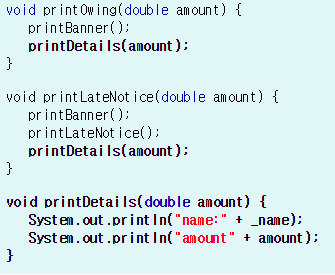 void printOwing(double amount) {
    printBanner();
    printDetails(amount);
}

void printLateNotice(double amount) {
    printBanner();
    printLateNotice();
    printDetails(amount);
}

void printDetails(double amount) {
    System.out.println("name:" + _name);
    System.out.println("amount" + amount);
}